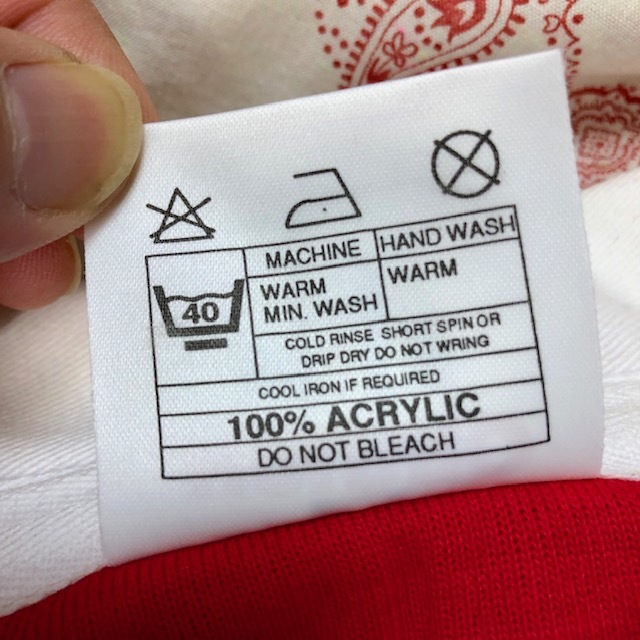 MACHINE HAND WASH
40 WARM WARM
MIN. WASH
COLD RINSE SHORT SPIN OR
DRIP DRY DO NOT WRING
COOL IRON IF REQUIRED
100% ACRYLIC
DO NOT BLEACH